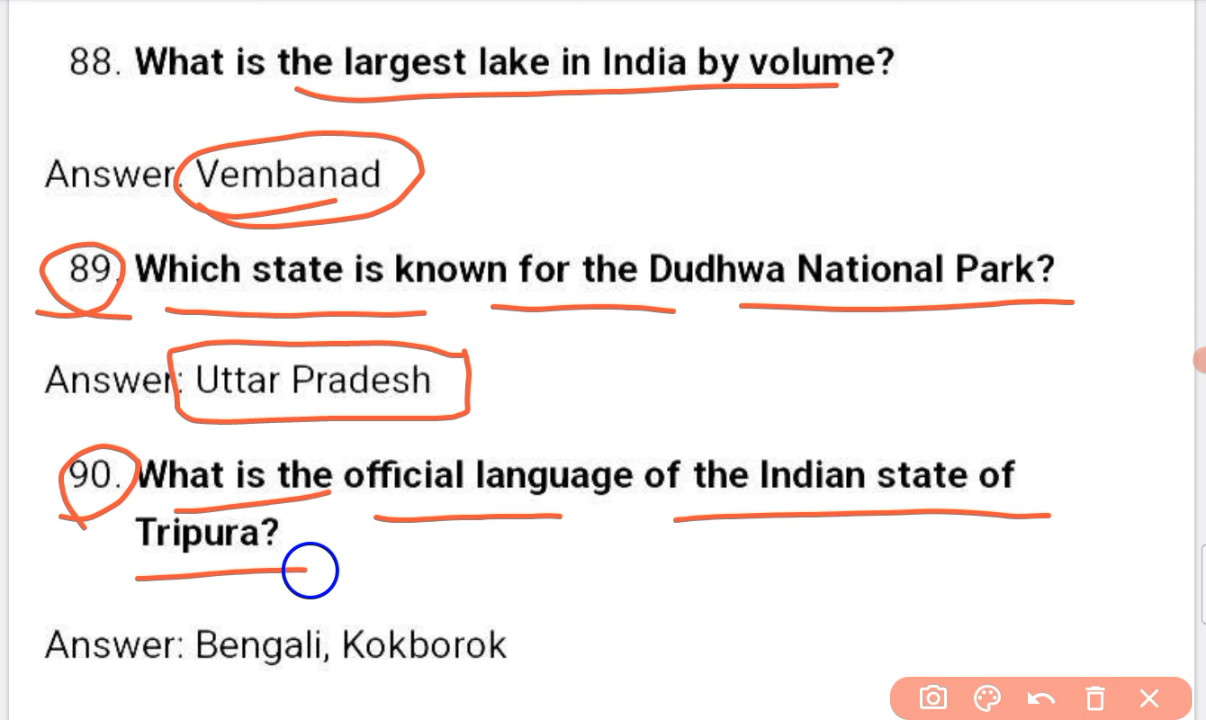 88. What is the largest lake in India by volume?
Answer: Vembanad
89. Which state is known for the Dudhwa National Park?
Answer: Uttar Pradesh
90. What is the official language of the Indian state of
Tripura?
Answer: Bengali, Kokborok